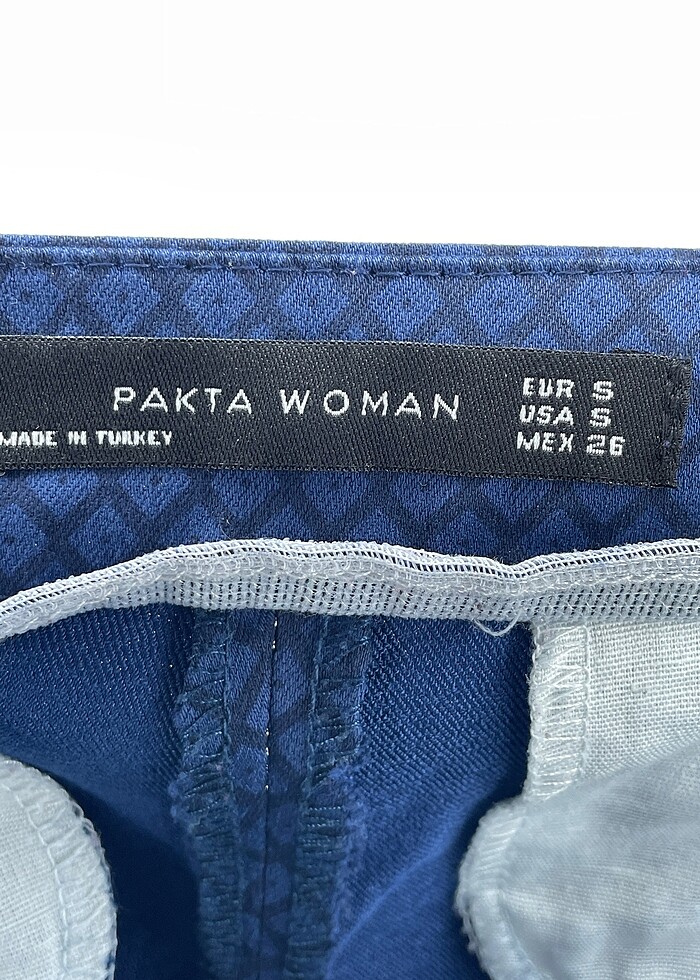 PAKTA WOMAN
MADE IN TURKEY
EUR S
USA S
MEX 26